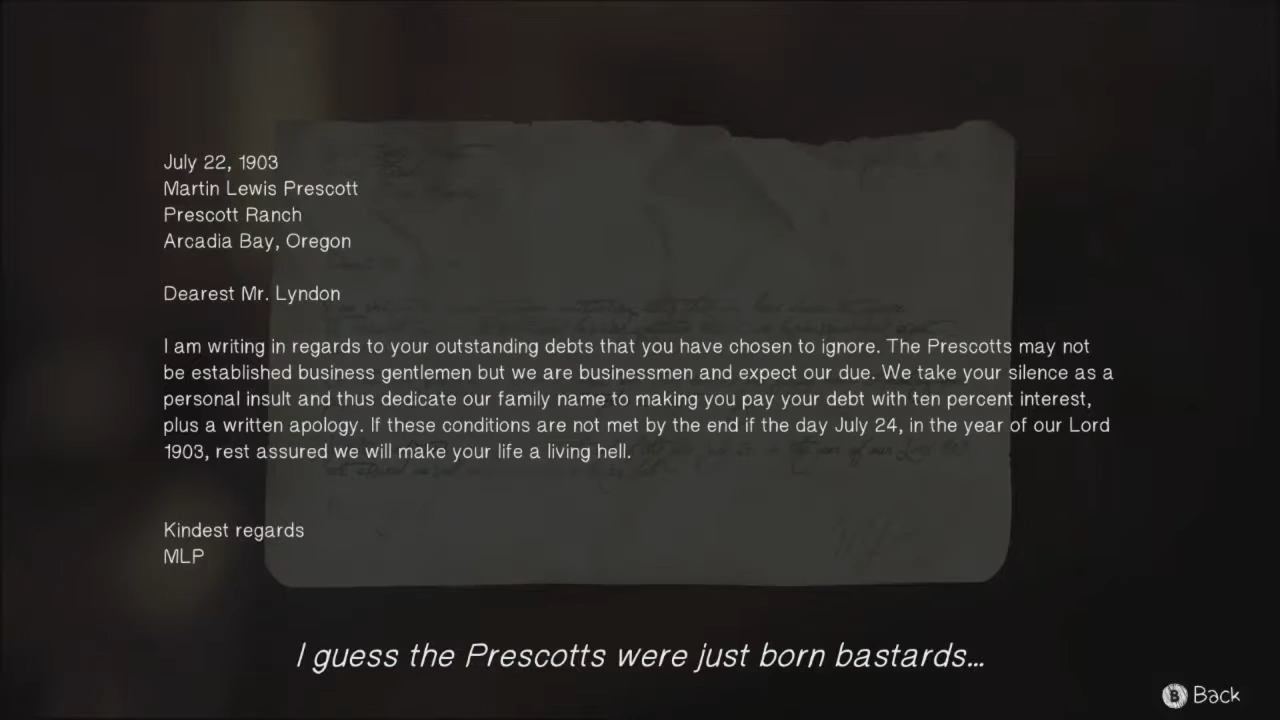 July 22, 1903
Martin Lewis Prescott
Prescott Ranch
Arcadia Bay, Oregon
Dearest Mr. Lyndon
I am writing in regards to your outstanding debts that you have chosen to ignore. The Prescotts may not
be established business gentlemen but we are businessmen and expect our due. We take your silence as a
personal insult and thus dedicate our family name to making you pay your debt with ten percent interest,
plus a written apology. If these conditions are not met by the end if the day July 24, in the year of our Lord
1903, rest assured we will make your life a living hell.
Kindest regards
MLP
I guess the Prescotts were just born bastards...
B Back